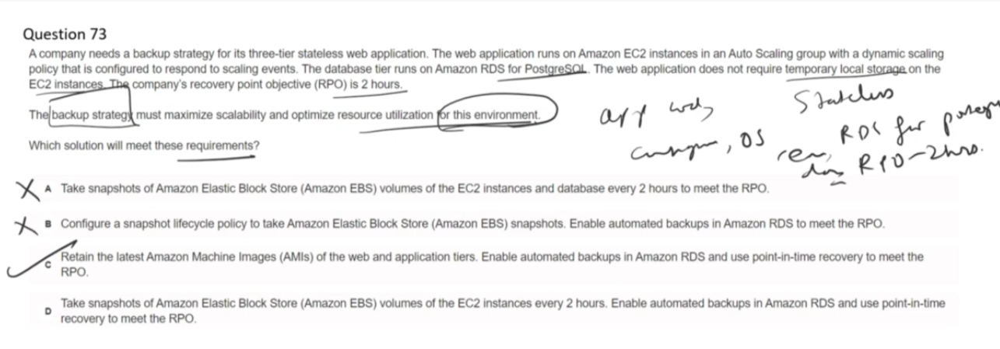 Question 73
A company needs a backup strategy for its three-tier stateless web application. The web application runs on Amazon EC2 instances in an Auto Scaling group with a dynamic scaling
policy that is configured to respond to scaling events. The database tier runs on Amazon RDS for PostgreSQL. The web application does not require temporary local storage on the
EC2 instances. The company's recovery point objective (RPO) is 2 hours.
The backup strategy must maximize scalability and optimize resource utilization for this environment.
app web
Stateless
Which solution will meet these requirements?
OS
RDS for
RPO-2hrs.
X A Take snapshots of Amazon Elastic Block Store (Amazon EBS) volumes of the EC2 instances and database every 2 hours to meet the RPO.
X B Configure a snapshot lifecycle policy to take Amazon Elastic Block Store (Amazon EBS) snapshots. Enable automated backups in Amazon RDS to meet the RPO.
C Retain the latest Amazon Machine Images (AMIs) of the web and application tiers. Enable automated backups in Amazon RDS and use point-in-time recovery to meet the
RPO.
D Take snapshots of Amazon Elastic Block Store (Amazon EBS) volumes of the EC2 instances every 2 hours. Enable automated backups in Amazon RDS and use point-in-time
recovery to meet the RPO.